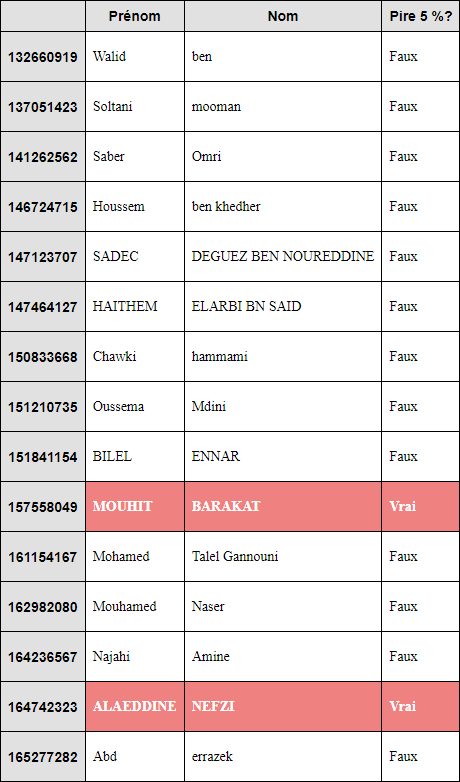 Prénom Nom Pire 5 %?
132660919 Walid ben Faux
137051423 Soltani mooman Faux
141262562 Saber Omri Faux
146724715 Houssem ben khedher Faux
147123707 SADEC DEGUEZ BEN NOUREDDINE Faux
147464127 HAITHEM ELARBI BN SAID Faux
150833668 Chawki hammami Faux
151210735 Oussema Mdini Faux
151841154 BILEL ENNAR Faux
157558049 MOUHIT BARAKAT Vrai
161154167 Mohamed Talel Gannouni Faux
162982080 Mouhamed Naser Faux
164236567 Najahi Amine Faux
164742323 ALAEDDINE NEFZI Vrai
165277282 Abd errazek Faux